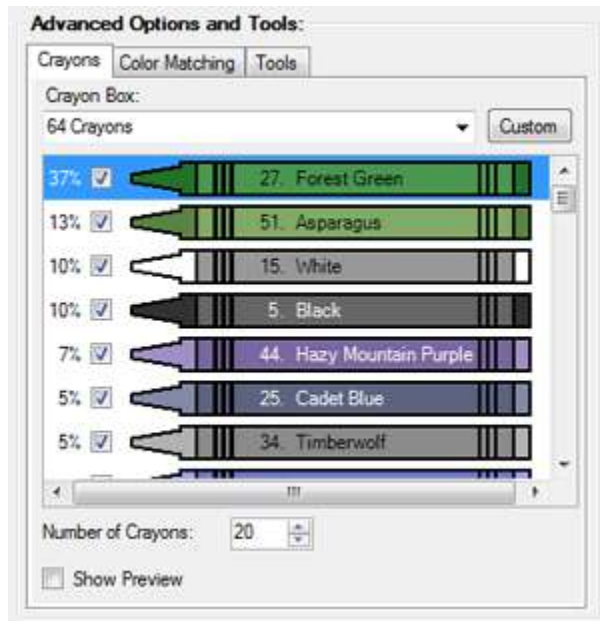 Advanced Options and Tools:
Crayons Color Matching Tools
Crayon Box:
64 Crayons Custom
37% 27. Forest Green
13% 51. Asparagus
10% 15. White
10% 5. Black
7% 44. Hazy Mountain Purple
5% 25. Cadet Blue
5% 34. Timberwolf
Number of Crayons: 20
Show Preview